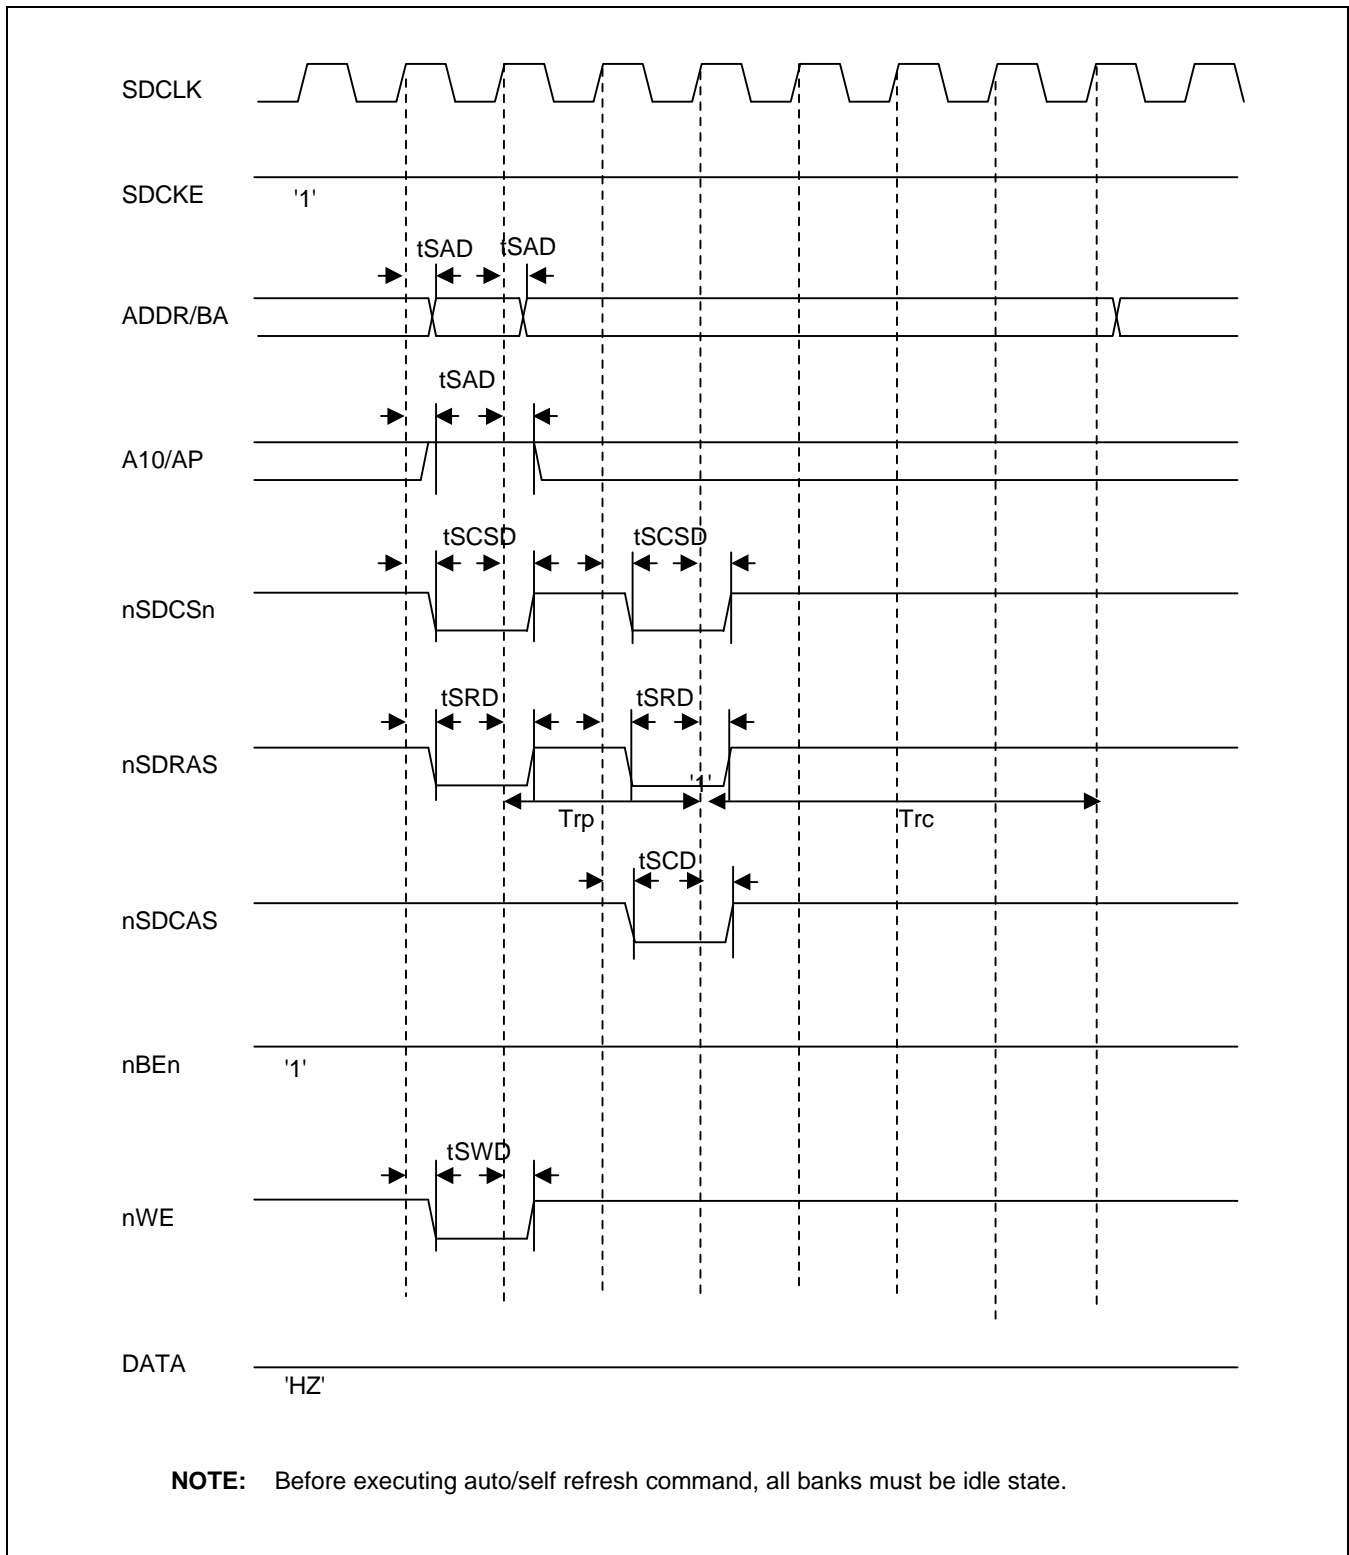 SDCLK
SDCKE '1'
tSAD tSAD
ADDR/BA
tSAD
A10/AP
tSCSD tSCSD
nSDCSn
tSRD tSRD
nSDRAS '1'
Trp Trc
tSCD
nSDCAS
nBEn '1'
tSWD
nWE
DATA
'HZ'
NOTE: Before executing auto/self refresh command, all banks must be idle state.